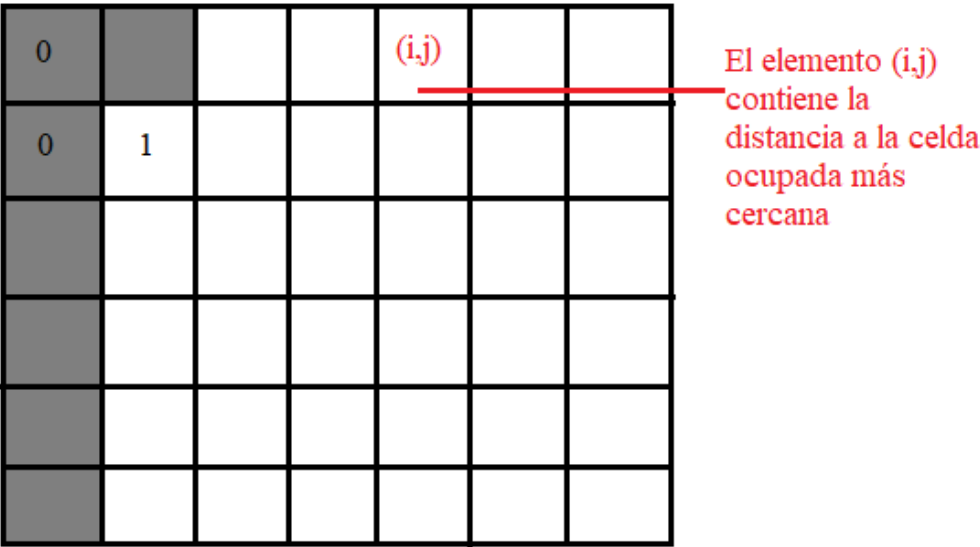 0
(i,j)
0
1
El elemento (i,j)
contiene la
distancia a la celda
ocupada más
cercana